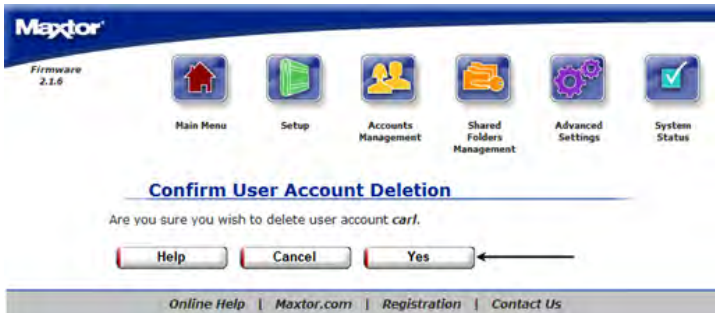 Maxtor
Firmware
2.1.6
Main Menu
Setup
Accounts
Management
Shared
Folders
Management
Advanced
Settings
System
Status
Confirm User Account Deletion
Are you sure you wish to delete user account carl.
Help
Cancel
Yes
Online Help | Maxtor.com | Registration | Contact Us